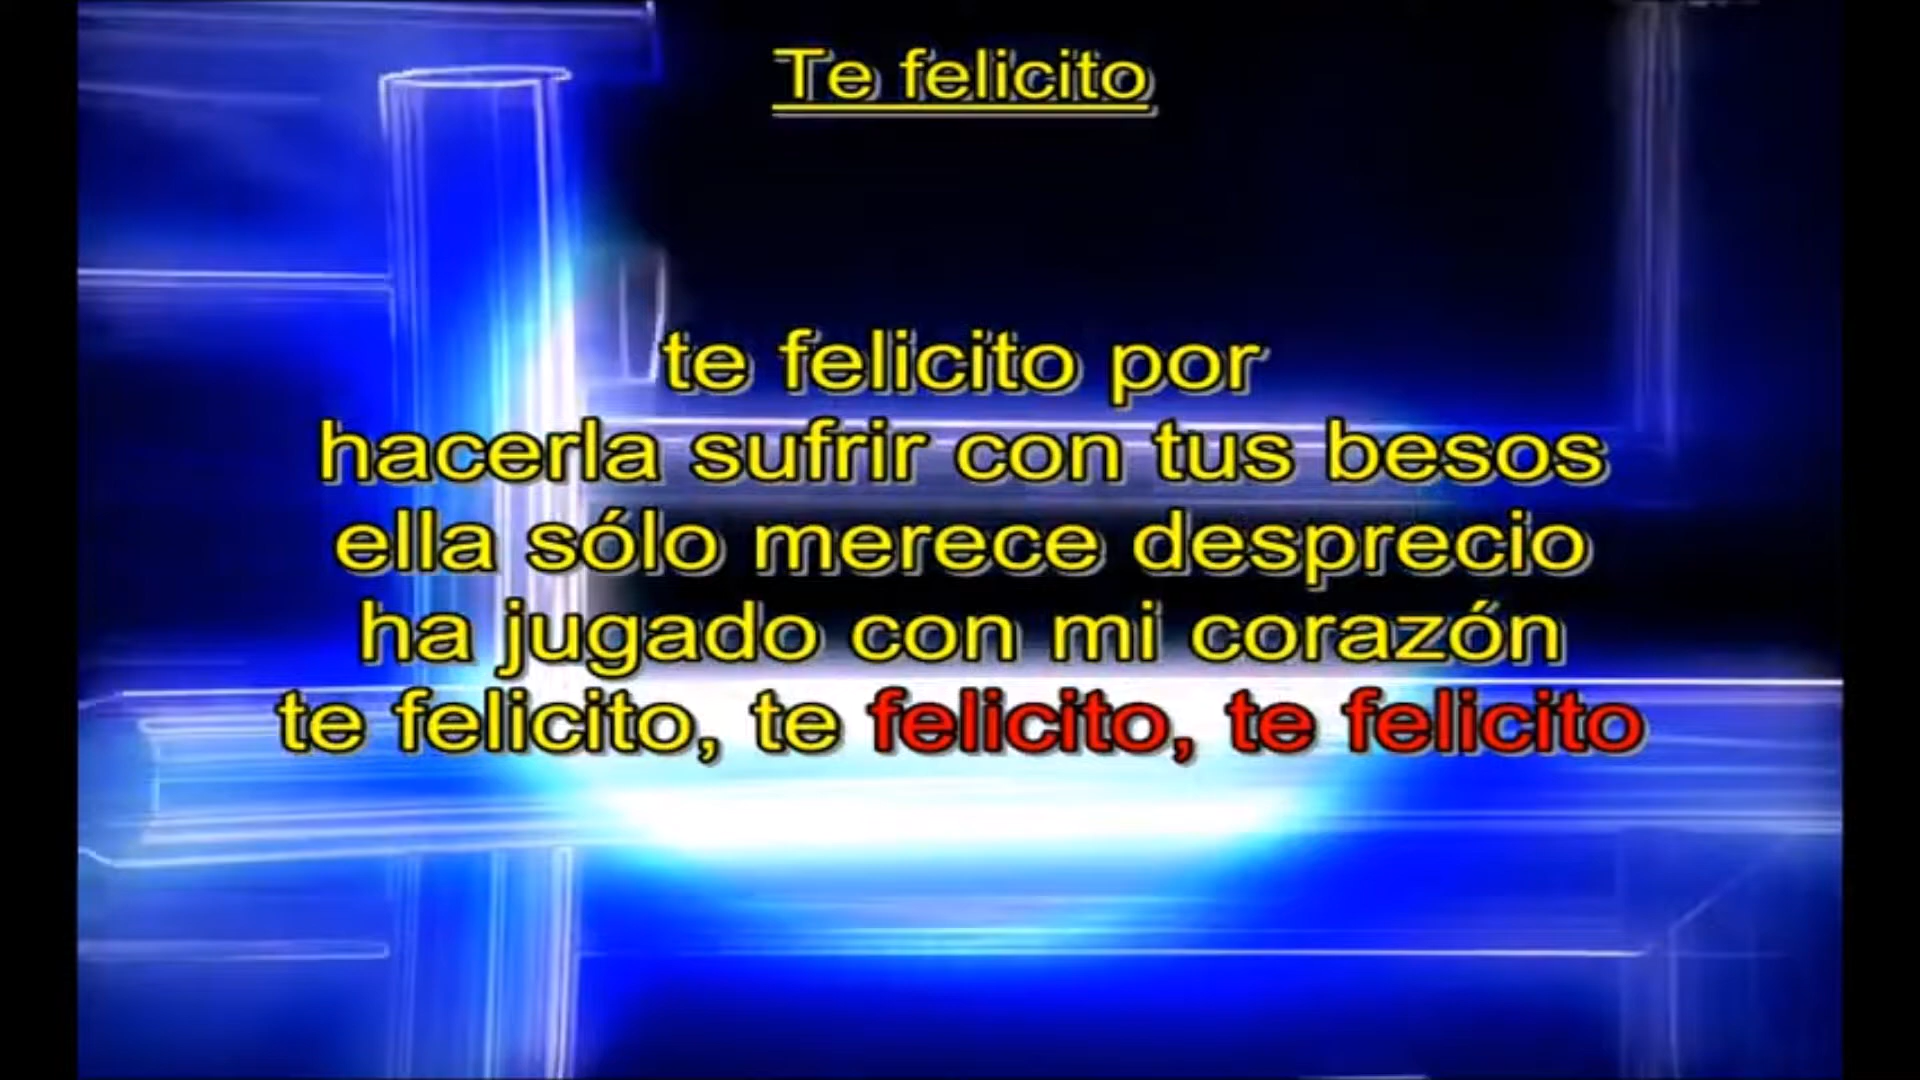 Te felicito
te felicito por
hacerla sufrir con tus besos
ella sólo merece desprecio
ha jugado con mi corazón
te felicito, te felicito, te felicito